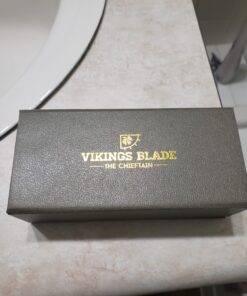 VIKINGS BLADE
THE CHIEFTAIN